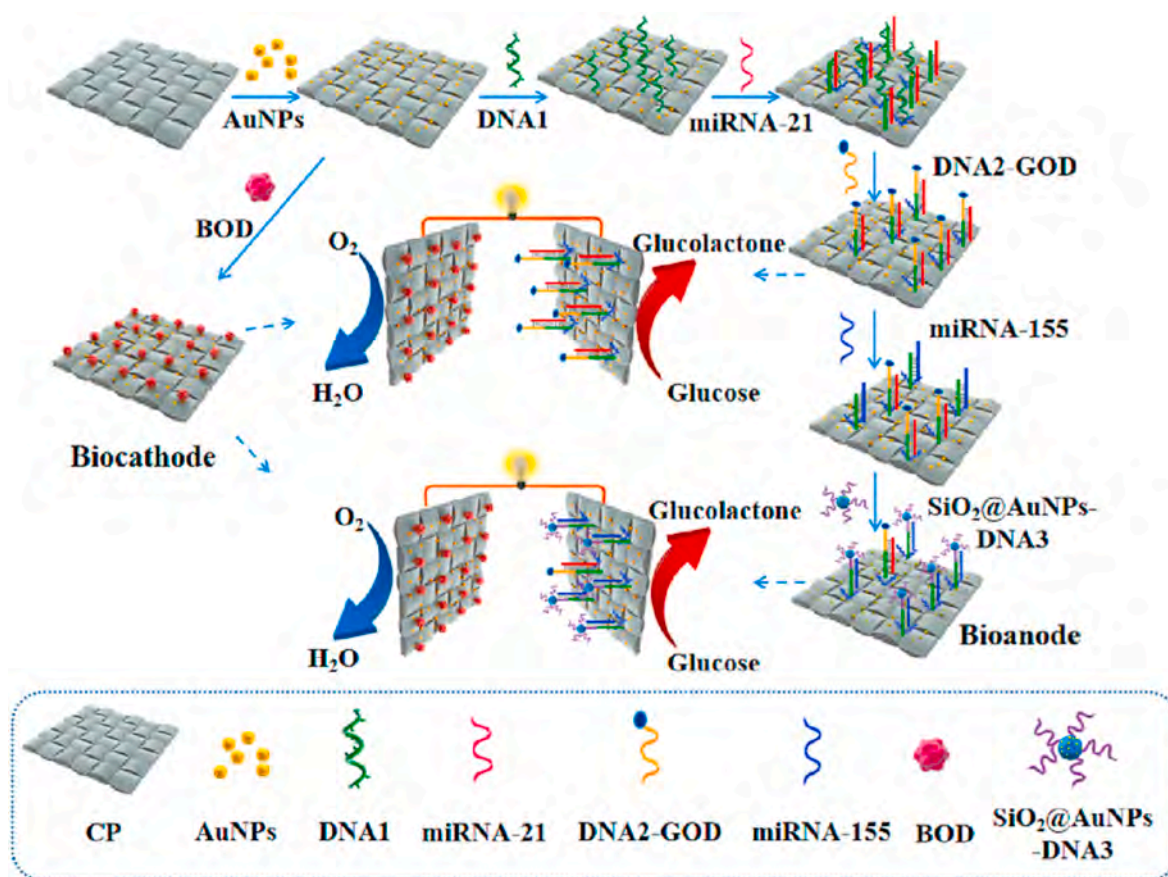 AuNPs
DNA1
miRNA-21
DNA2-GOD
BOD
O₂
Glucolactone
miRNA-155
H₂O
Glucose
Biocathode
SiO₂@AuNPs-
DNA3
O₂
Glucolactone
H₂O
Glucose
Bioanode
CP
AuNPs
DNA1
miRNA-21
DNA2-GOD
miRNA-155
BOD
SiO₂@AuNPs
-DNA3